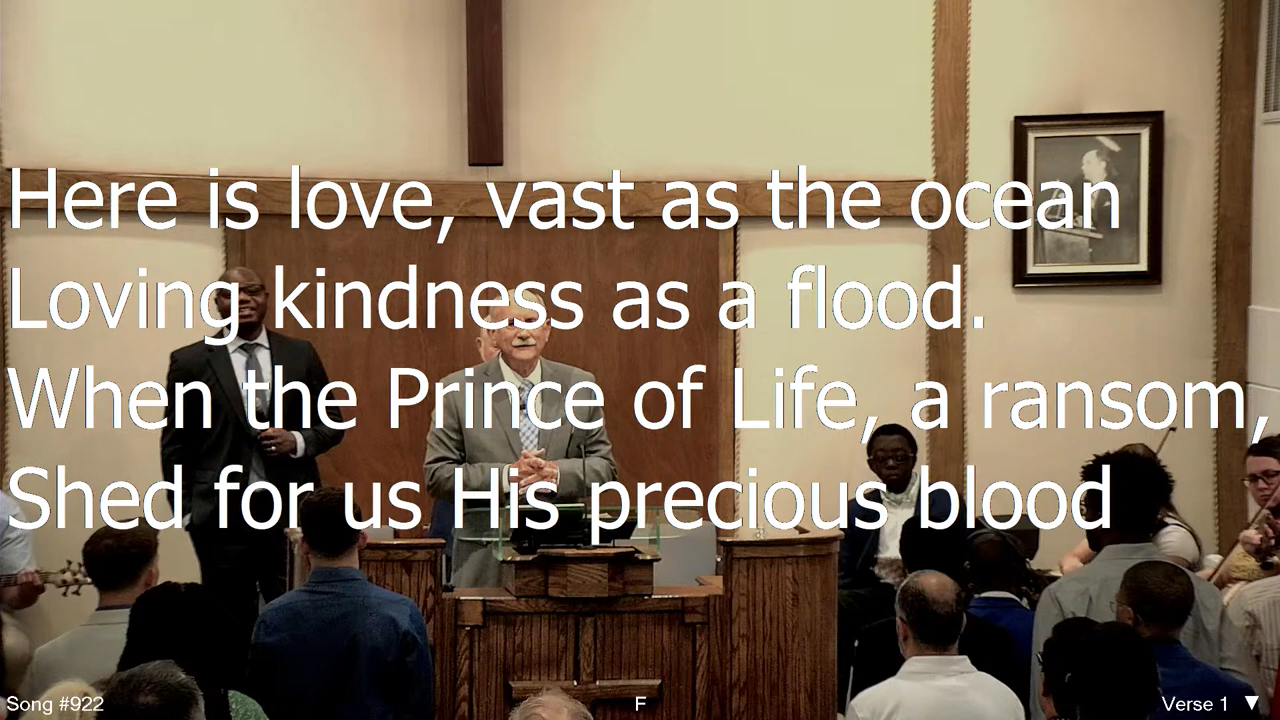 Here is love, vast as the ocean
Loving kindness as a flood.
When the Prince of Life, a ransom,
Shed for us His precious blood
Song #922
F
Verse 1 ▼